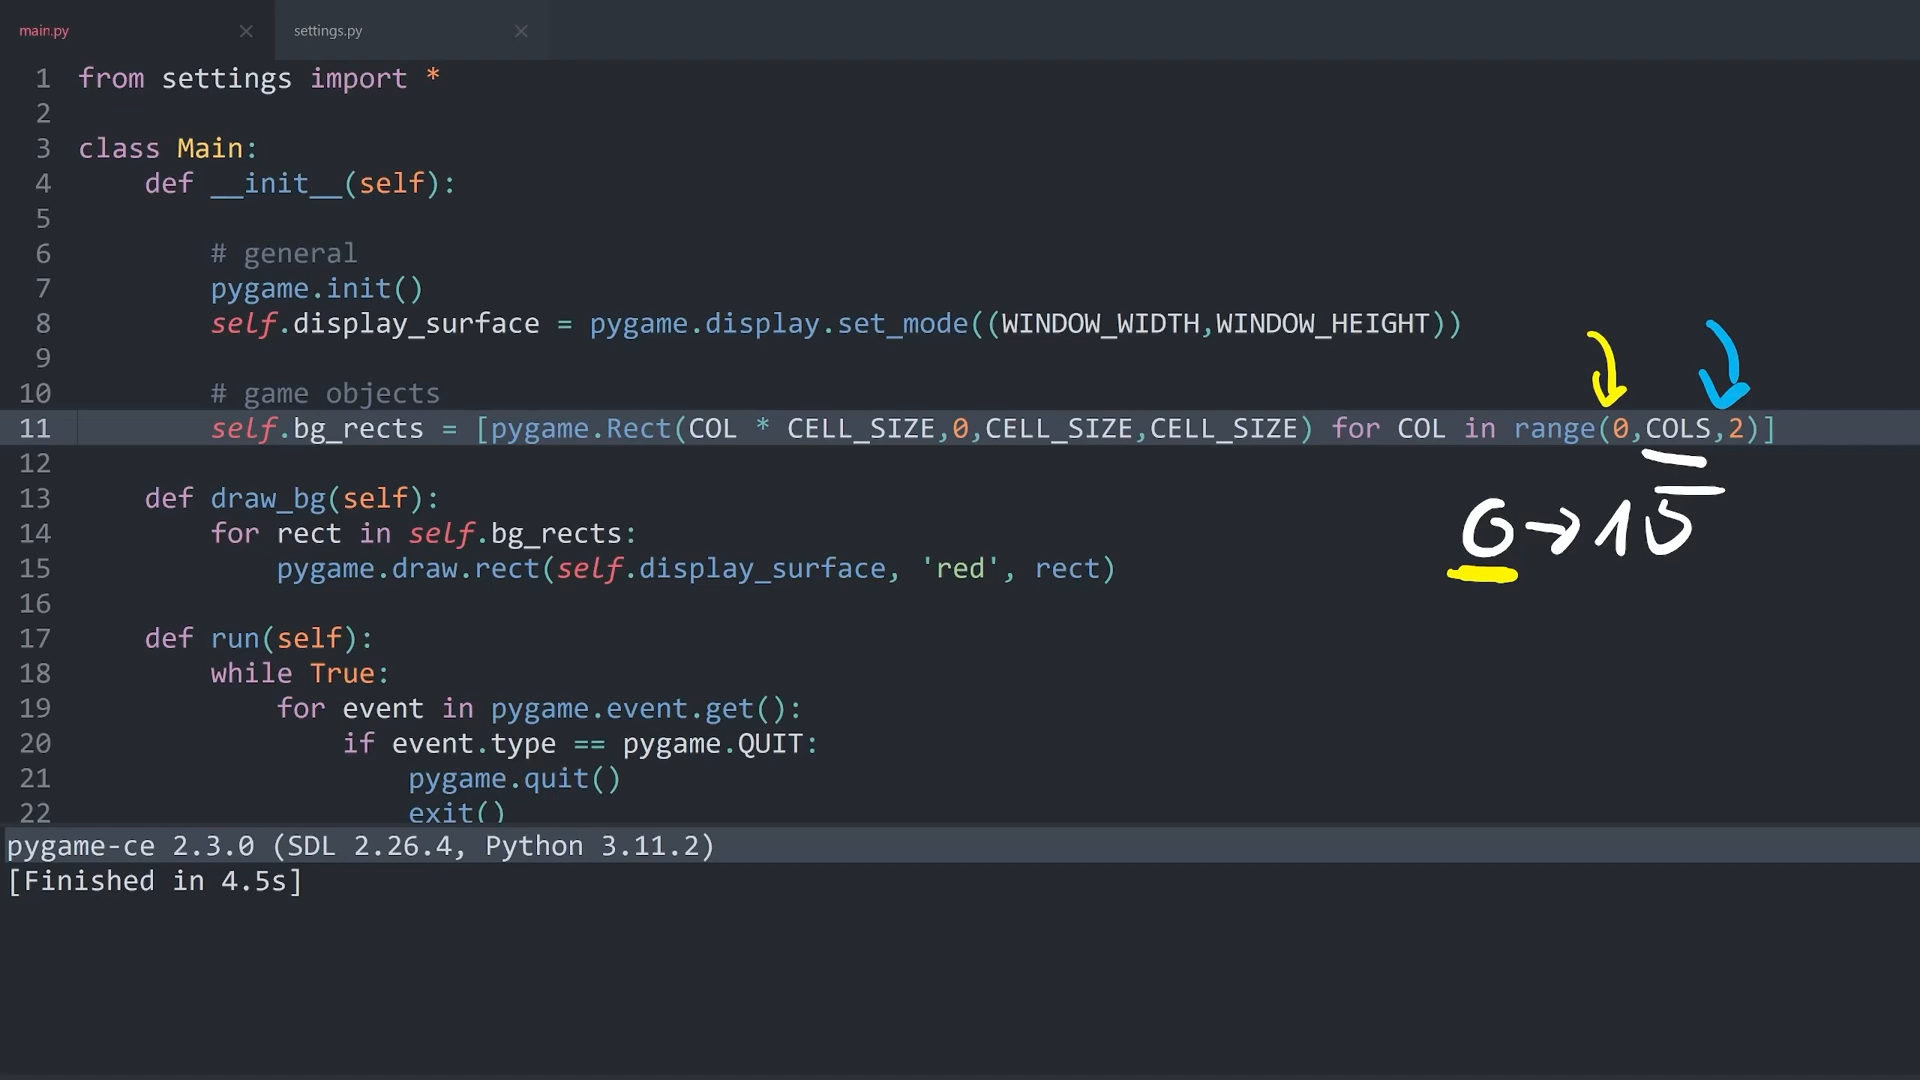 main.py
settings.py
1 from settings import *
2
3 class Main:
4 def __init__(self):
5
6 # general
7 pygame.init()
8 self.display_surface = pygame.display.set_mode((WINDOW_WIDTH,WINDOW_HEIGHT))
9
10 # game objects
11 self.bg_rects = [pygame.Rect(COL * CELL_SIZE,0,CELL_SIZE,CELL_SIZE) for COL in range(0,COLS,2)]
12
0→15
13 def draw_bg(self):
14 for rect in self.bg_rects:
15 pygame.draw.rect(self.display_surface, 'red', rect)
16
17 def run(self):
18 while True:
19 for event in pygame.event.get():
20 if event.type == pygame.QUIT:
21 pygame.quit()
22 exit()
pygame-ce 2.3.0 (SDL 2.26.4, Python 3.11.2)
[Finished in 4.5s]